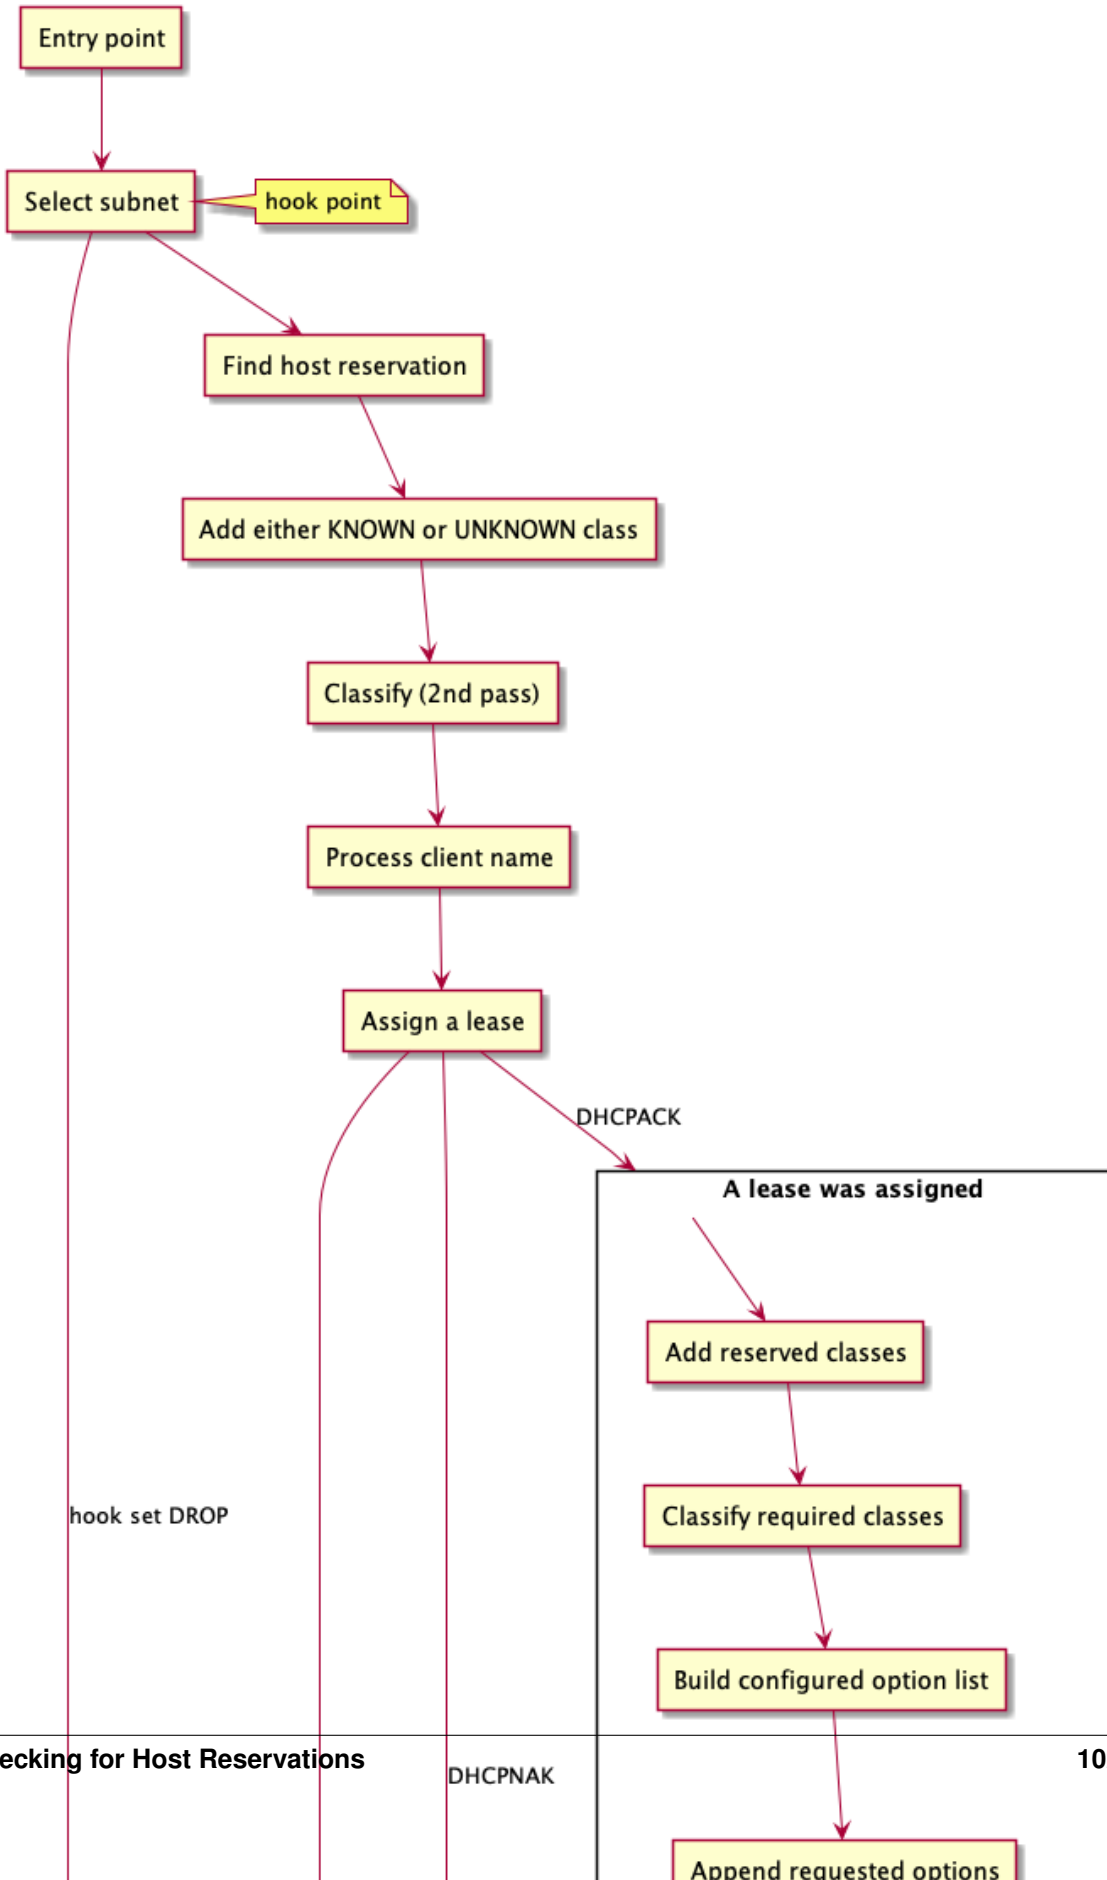 Entry point
Select subnet
hook point
Find host reservation
Add either KNOWN or UNKNOWN class
Classify (2nd pass)
Process client name
Assign a lease
DHCPACK
A lease was assigned
Add reserved classes
Classify required classes
hook set DROP
Build configured option list
ecking for Host Reservations
10
DHCPNAK
Append requested options